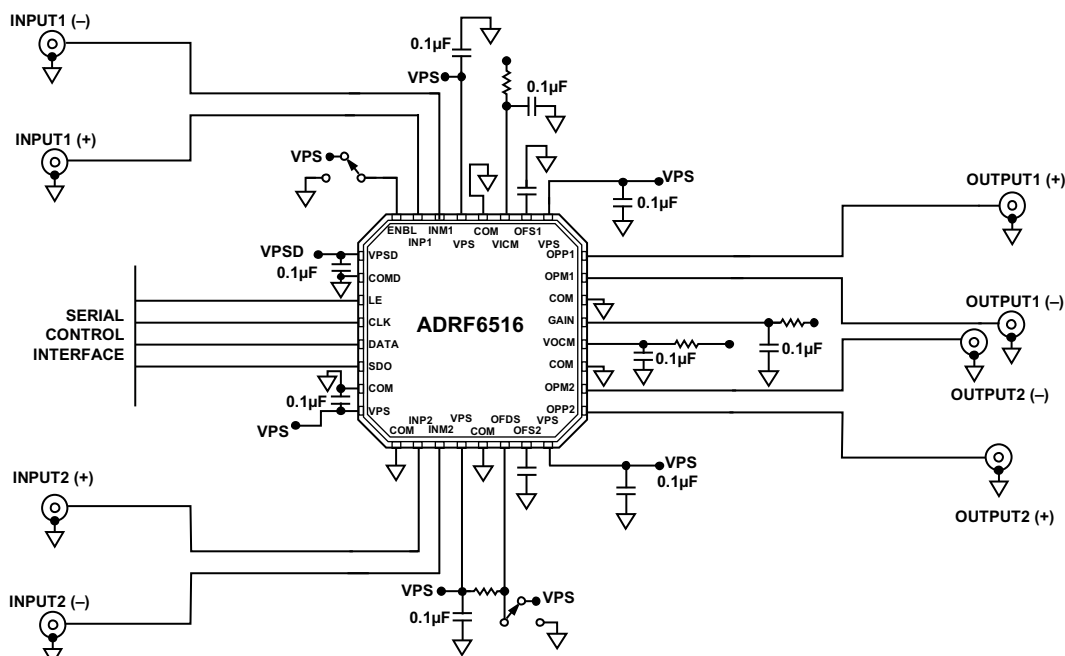 INPUT1 (–)
0.1µF
VPS
0.1µF
INPUT1 (+)
VPS
VPS
0.1µF
OUTPUT1 (+)
ENBL
INP1
INM1
VPS
COM
VICM
OFS1
VPS
VPSD
0.1µF
VPSD
COMD
LE
CLK
DATA
SDO
COM
VPS
SERIAL
CONTROL
INTERFACE
ADRF6516
OPP1
OPM1
COM
GAIN
VOCM
COM
OPM2
OPP2
OUTPUT1 (–)
0.1µF
0.1µF
OUTPUT2 (–)
0.1µF
VPS
COM
INP2
INM2
VPS
COM
OFDS
OFS2
VPS
VPS
0.1µF
INPUT2 (+)
OUTPUT2 (+)
INPUT2 (–)
VPS
0.1µF
VPS